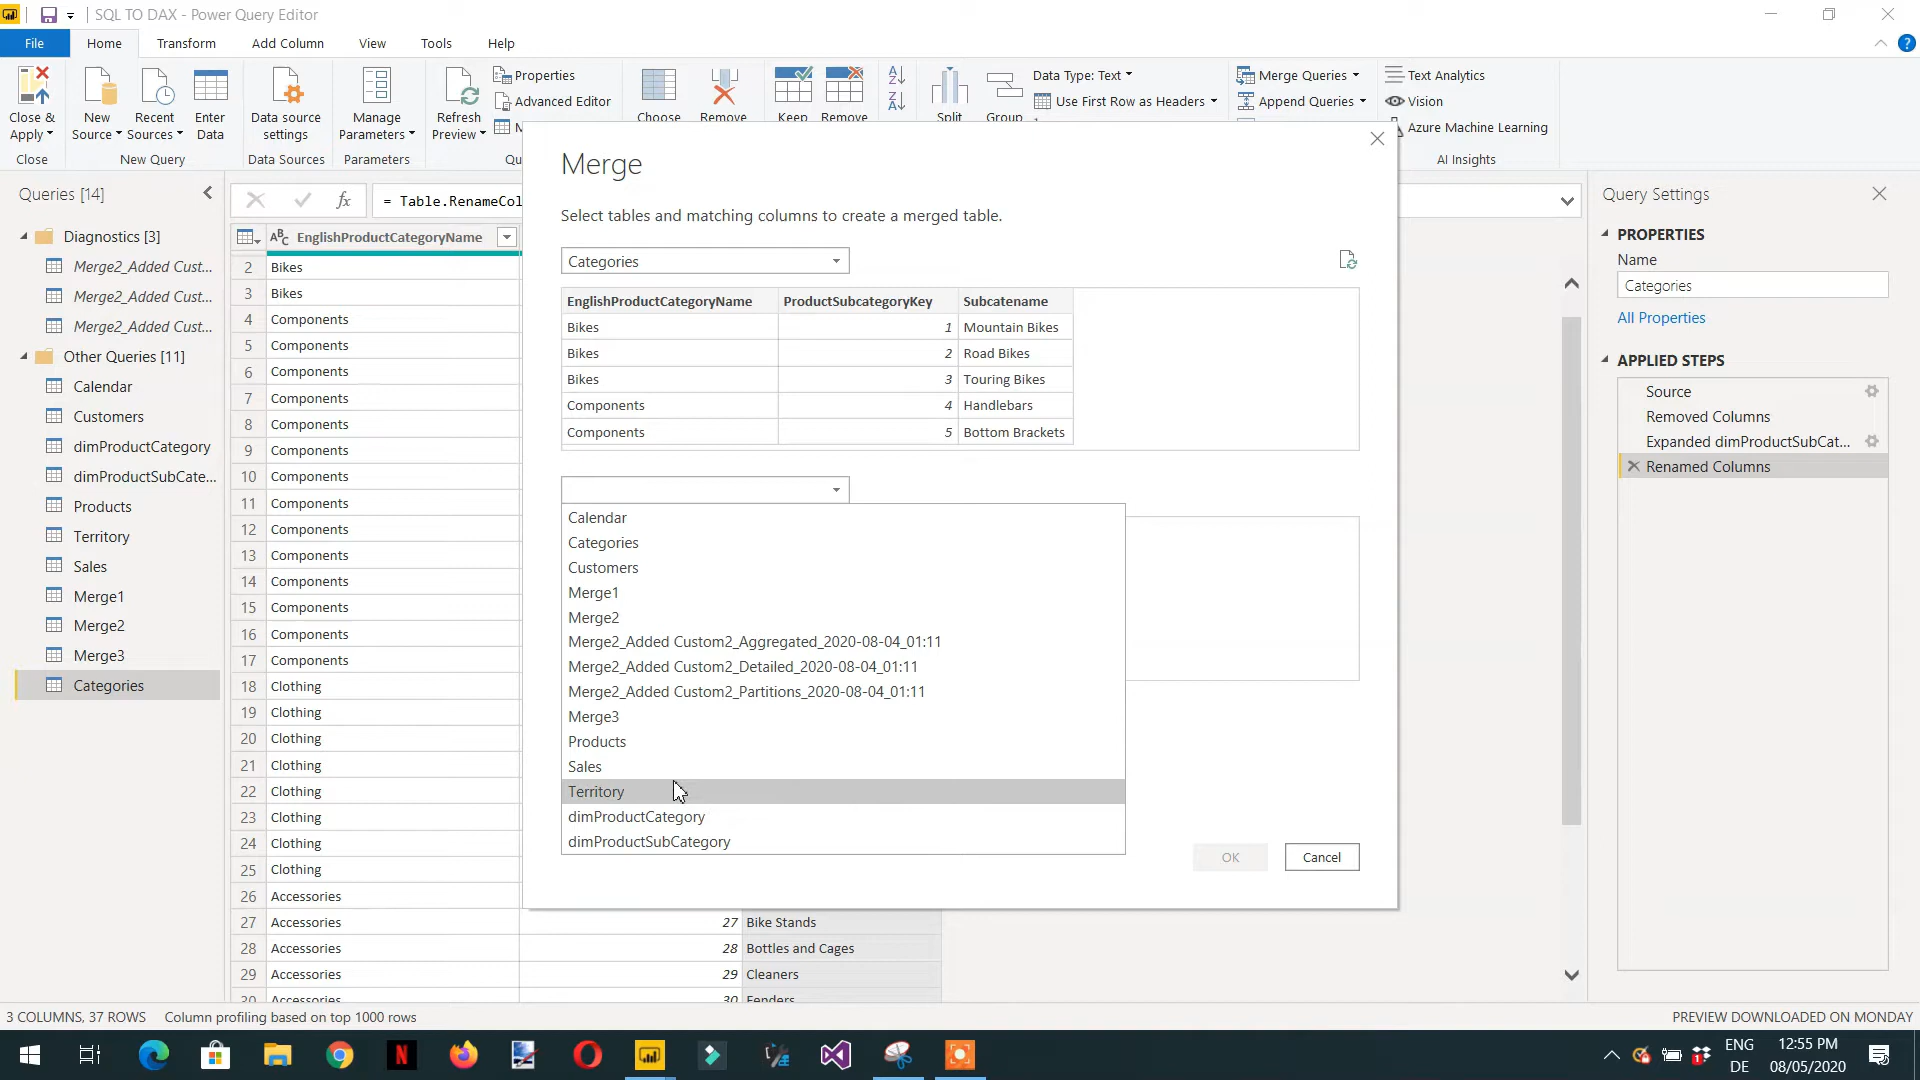 SQL TO DAX - Power Query Editor
File
Home
Transform
Add Column
View
Tools
Help
Close &
Apply
New
Source
Recent
Sources
Enter
Data
Data source
settings
Manage
Parameters
Refresh
Preview
Properties
Advanced Editor
M
Choose
Remove
Keep
Remove
Split
Group
Data Type: Text
Use First Row as Headers
Merge Queries
Append Queries
Text Analytics
Vision
Azure Machine Learning
Close
New Query
Data Sources
Parameters
Qu
AI Insights
Queries [14]
Diagnostics [3]
Merge2_Added Cust...
Merge2_Added Cust...
Merge2_Added Cust...
Other Queries [11]
Calendar
Customers
dimProductCategory
dimProductSubCate...
Products
Territory
Sales
Merge1
Merge2
Merge3
Categories
fx
= Table.RenameCol
ABC EnglishProductCategoryName
2 Bikes
3 Bikes
4 Components
5 Components
6 Components
7 Components
8 Components
9 Components
10 Components
11 Components
12 Components
13 Components
14 Components
15 Components
16 Components
17 Components
18 Clothing
19 Clothing
20 Clothing
21 Clothing
22 Clothing
23 Clothing
24 Clothing
25 Clothing
26 Accessories
27 Accessories 27 Bike Stands
28 Accessories 28 Bottles and Cages
29 Accessories 29 Cleaners
30 Accessories 30 Fenders
Merge
Select tables and matching columns to create a merged table.
Categories
EnglishProductCategoryName ProductSubcategoryKey Subcatename
Bikes 1 Mountain Bikes
Bikes 2 Road Bikes
Bikes 3 Touring Bikes
Components 4 Handlebars
Components 5 Bottom Brackets
Calendar
Categories
Customers
Merge1
Merge2
Merge2_Added Custom2_Aggregated_2020-08-04_01:11
Merge2_Added Custom2_Detailed_2020-08-04_01:11
Merge2_Added Custom2_Partitions_2020-08-04_01:11
Merge3
Products
Sales
Territory
dimProductCategory
dimProductSubCategory
OK
Cancel
Query Settings
PROPERTIES
Name
Categories
All Properties
APPLIED STEPS
Source
Removed Columns
Expanded dimProductSubCat...
Renamed Columns
3 COLUMNS, 37 ROWS
Column profiling based on top 1000 rows
PREVIEW DOWNLOADED ON MONDAY
ENG
DE
12:55 PM
08/05/2020